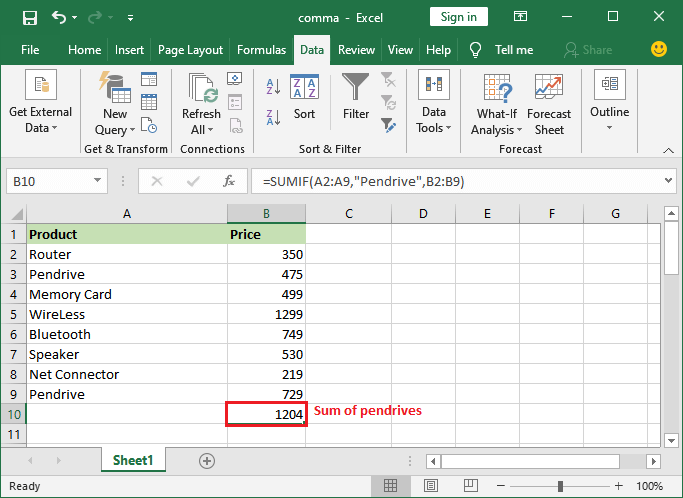 comma - Excel
Sign in
File Home Insert Page Layout Formulas Data Review View Help Tell me Share
Get External Data
New Query
Refresh All
Sort
Filter
Data Tools
What-If Analysis
Forecast Sheet
Outline
Get & Transform Connections Sort & Filter Forecast
B10 fx =SUMIF(A2:A9,"Pendrive",B2:B9)
A B C D E F G
1 Product Price
2 Router 350
3 Pendrive 475
4 Memory Card 499
5 WireLess 1299
6 Bluetooth 749
7 Speaker 530
8 Net Connector 219
9 Pendrive 729
10 1204 Sum of pendrives
11
Sheet1
Ready 100%